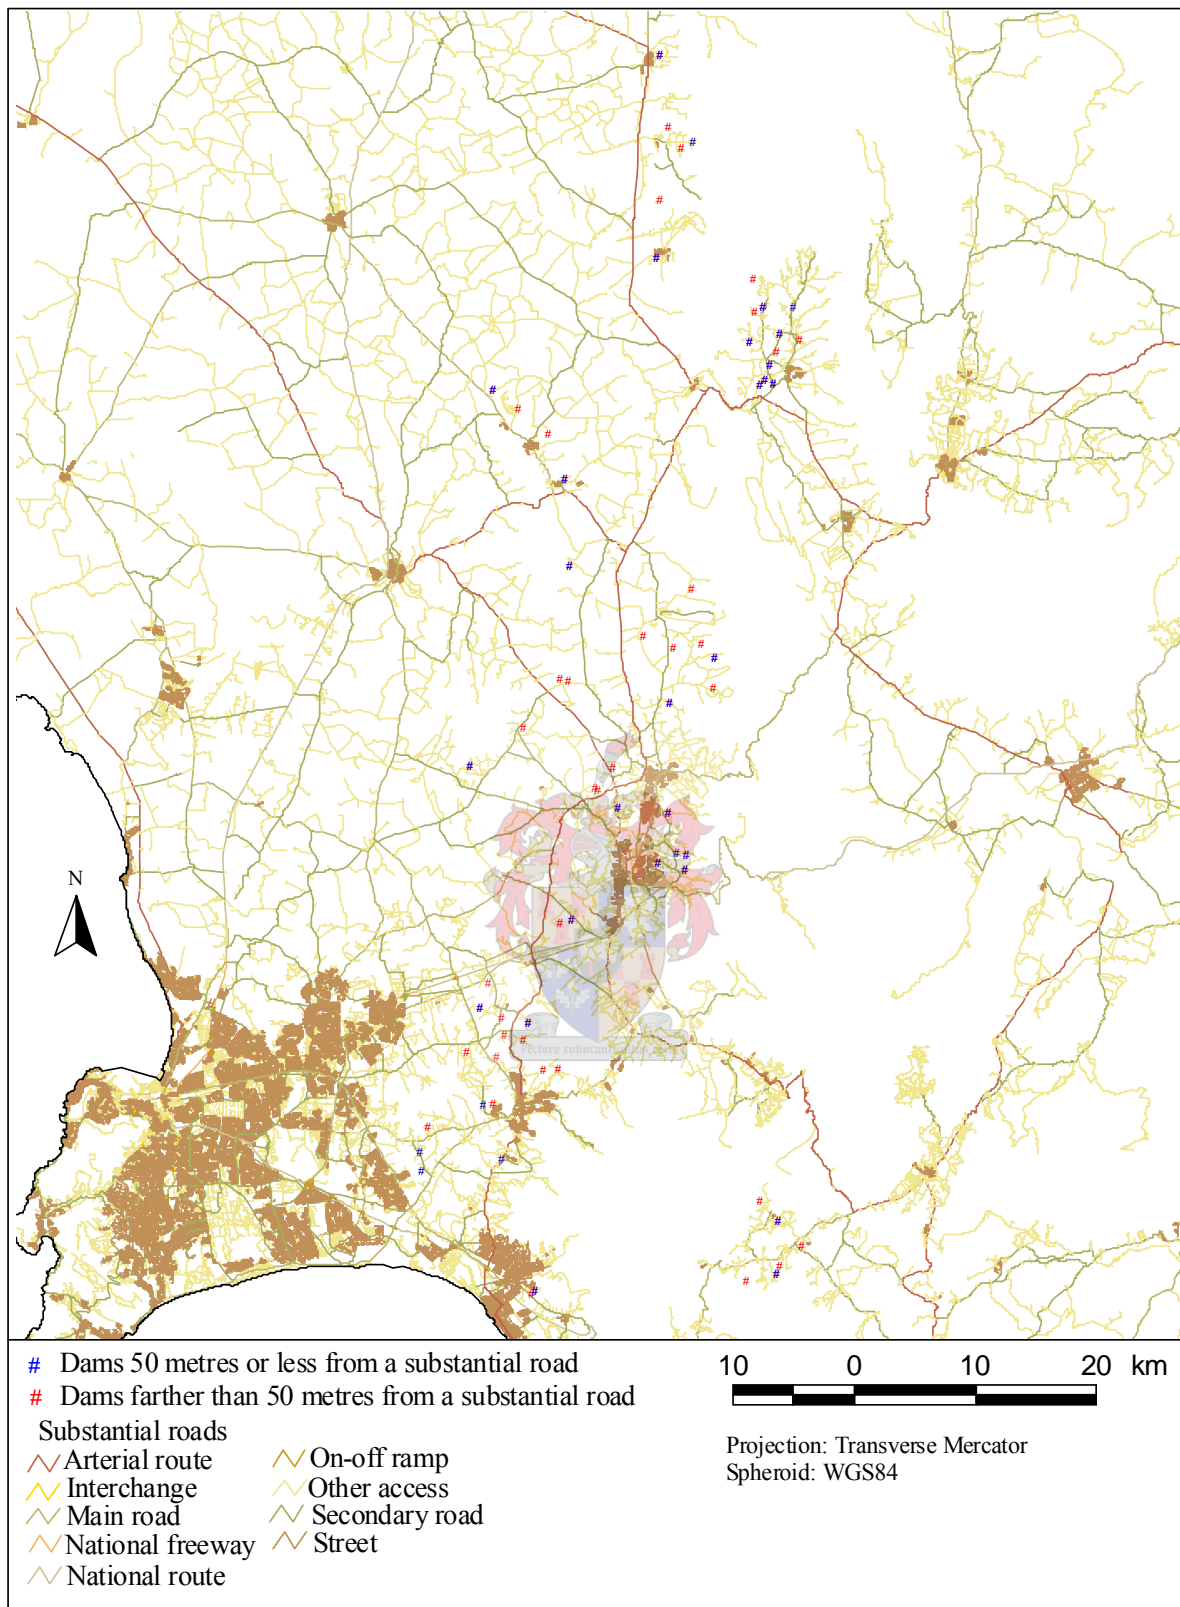 N
# Dams 50 metres or less from a substantial road
# Dams farther than 50 metres from a substantial road
Substantial roads
Arterial route
Interchange
Main road
National freeway
National route
On-off ramp
Other access
Secondary road
Street
10 0 10 20 km
Projection: Transverse Mercator
Spheroid: WGS84